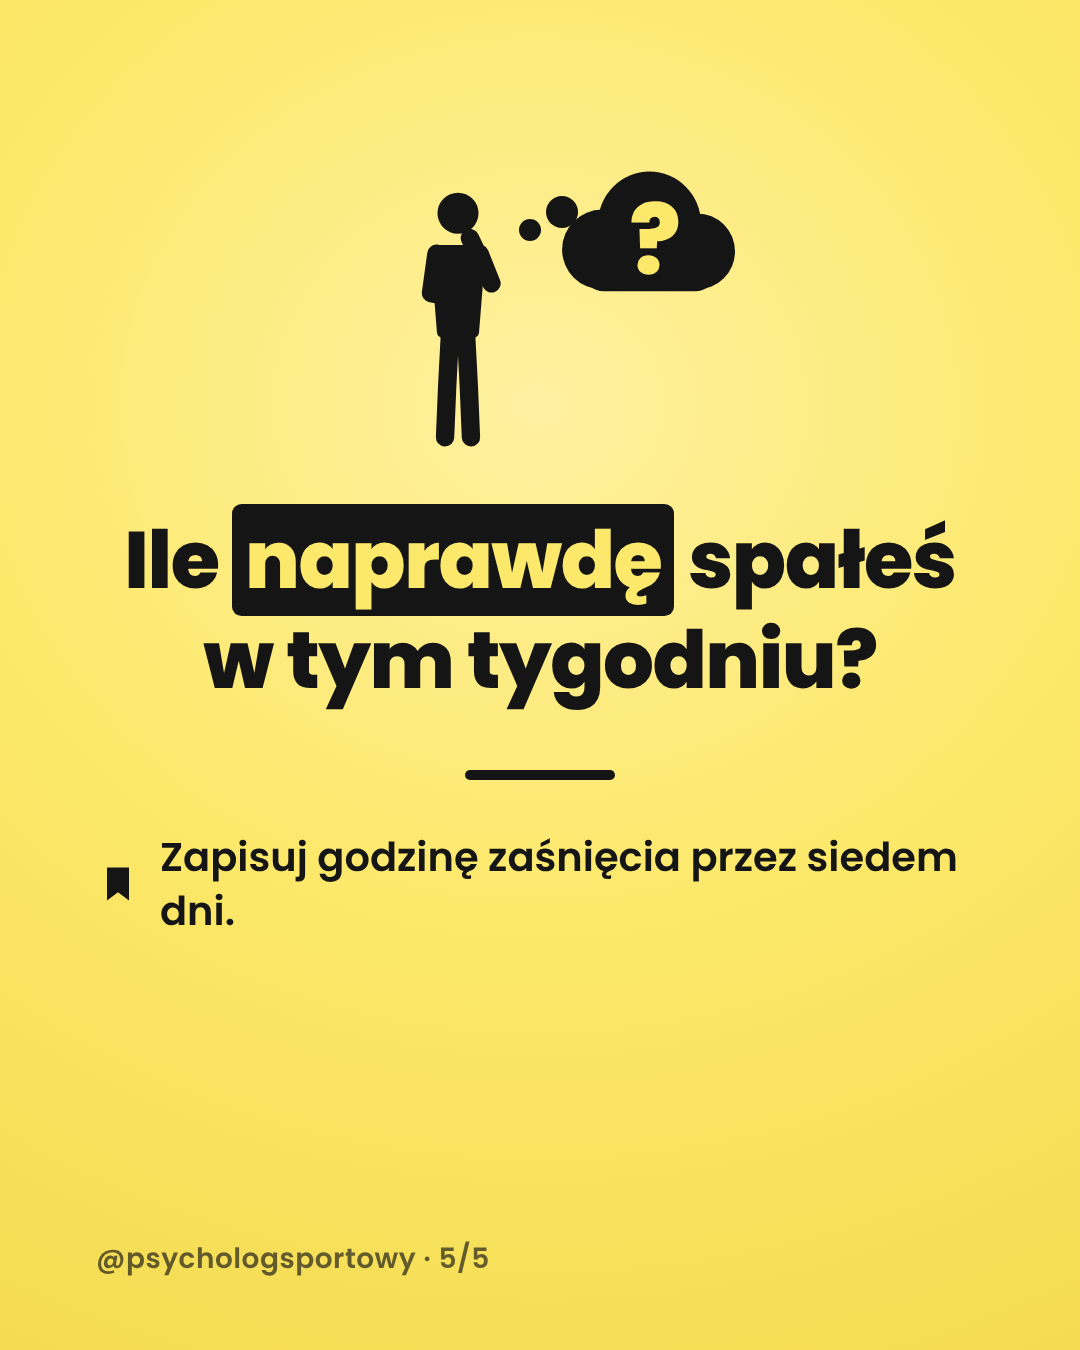 ?
Ile naprawdę spałeś
w tym tygodniu?
Zapisuj godzinę zaśnięcia przez siedem
dni.
@psychologsportowy · 5/5